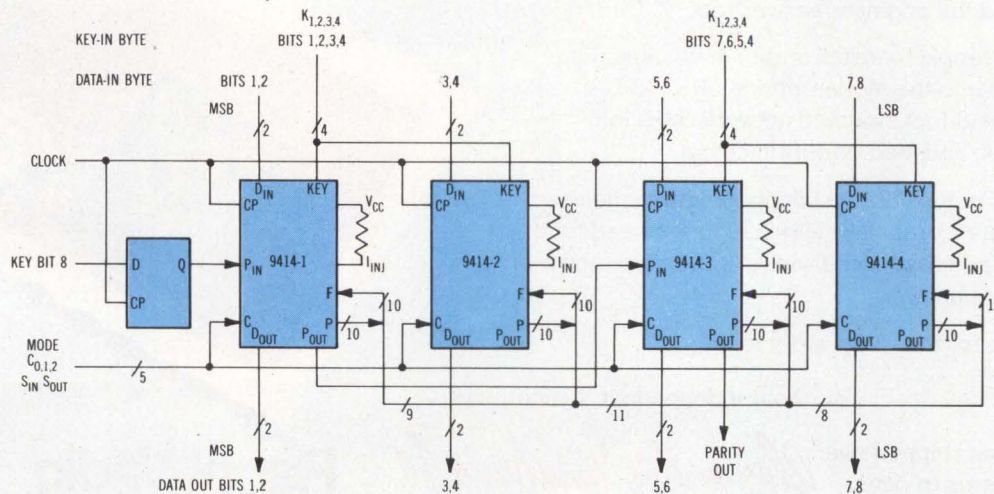 K1,2,3,4 K1,2,3,4
KEY-IN BYTE BITS 1,2,3,4 BITS 7,6,5,4
DATA-IN BYTE BITS 1,2 3,4 5,6 7,8
MSB LSB
2 4 2 2 4 2
CLOCK
DIN KEY DIN KEY DIN KEY DIN KEY
CP VCC CP VCC CP VCC CP VCC
KEY BIT 8 D Q PIN 9414-1 IINJ 9414-2 IINJ PIN 9414-3 IINJ 9414-4 IINJ
CP F 10 F 10 F 10 F 1
C P 10 C P 10 C P 10 C P 10
DOUT POUT DOUT POUT DOUT POUT DOUT POUT
MODE
C0,1,2
SIN SOUT 5
9 11 8
2 2 2 2
MSB PARITY LSB
OUT
DATA OUT BITS 1,2 3,4 5,6 7,8